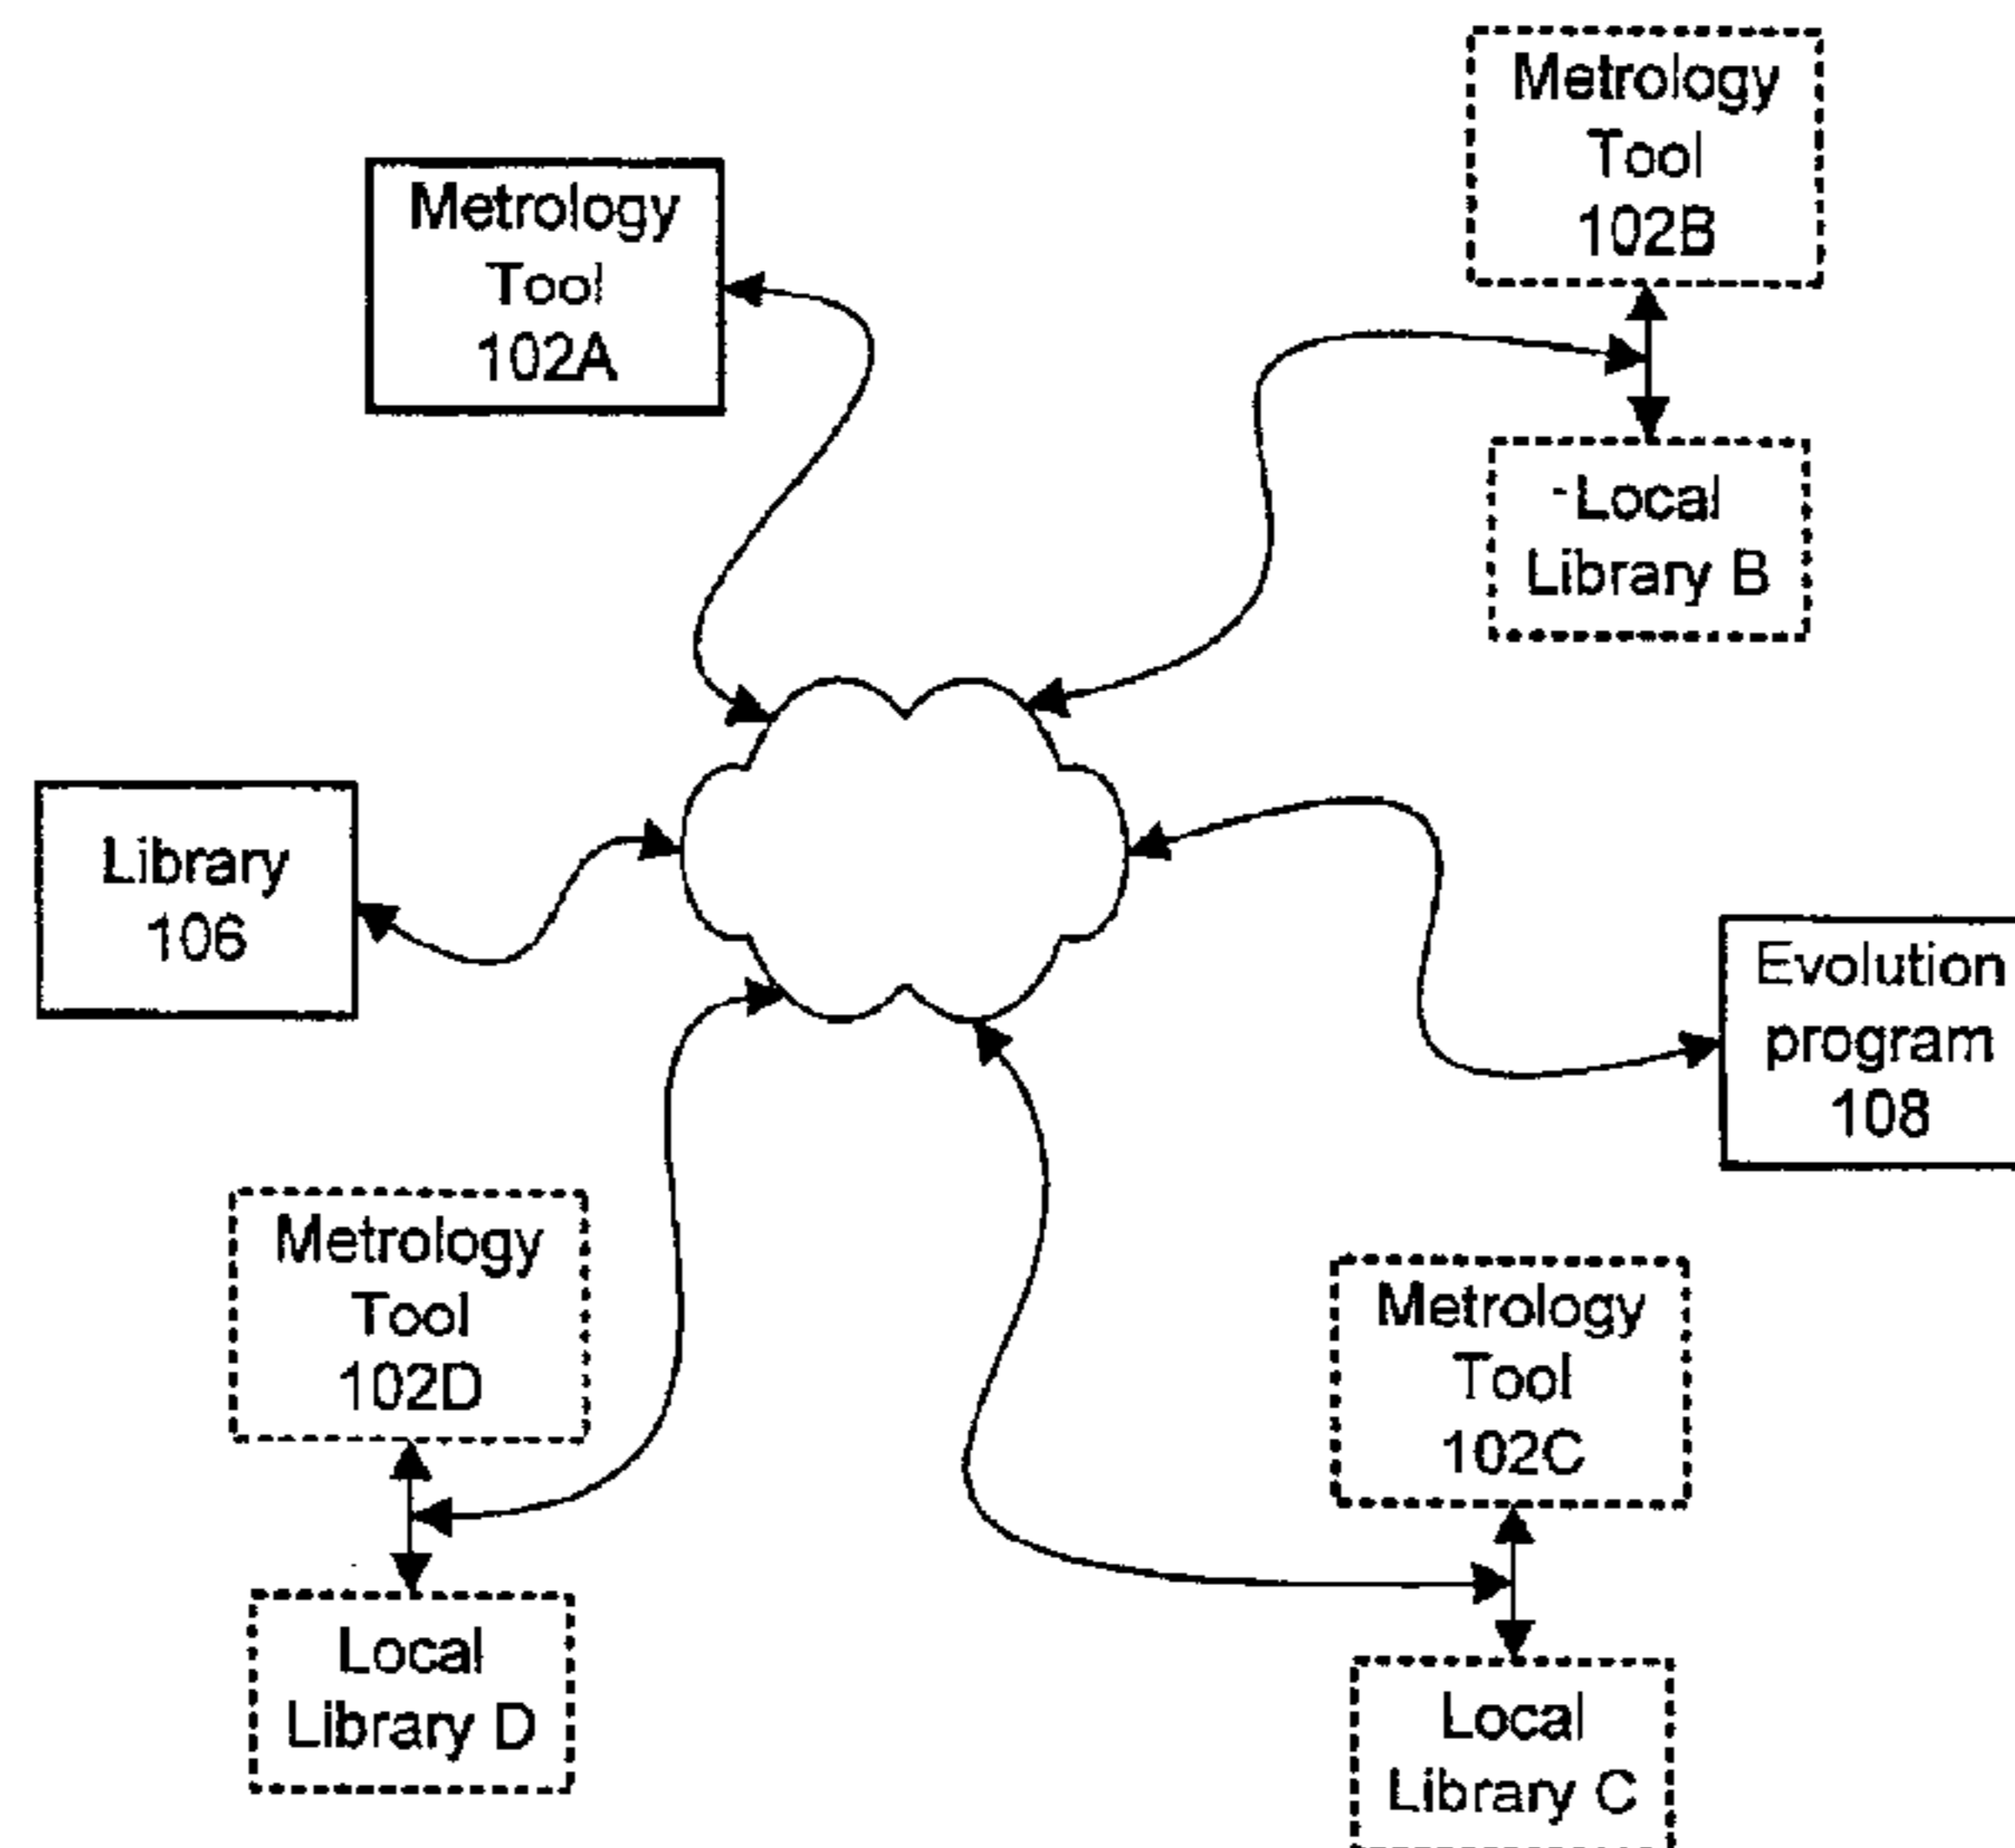 Metrology
Tool
102B
Metrology
Tool
102A
Local
Library B
Library
106
Evolution
program
108
Metrology
Tool
102D
Metrology
Tool
102C
Local
Library D
Local
Library C